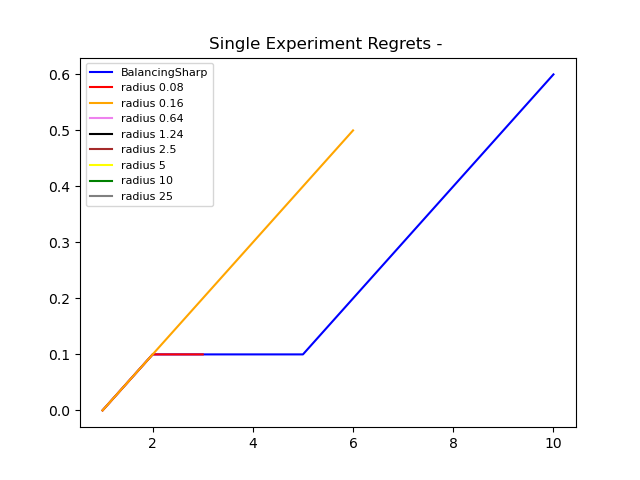 Single Experiment Regrets -
BalancingSharp
radius 0.08
radius 0.16
radius 0.64
radius 1.24
radius 2.5
radius 5
radius 10
radius 25
0.6
0.5
0.4
0.3
0.2
0.1
0.0
2 4 6 8 10